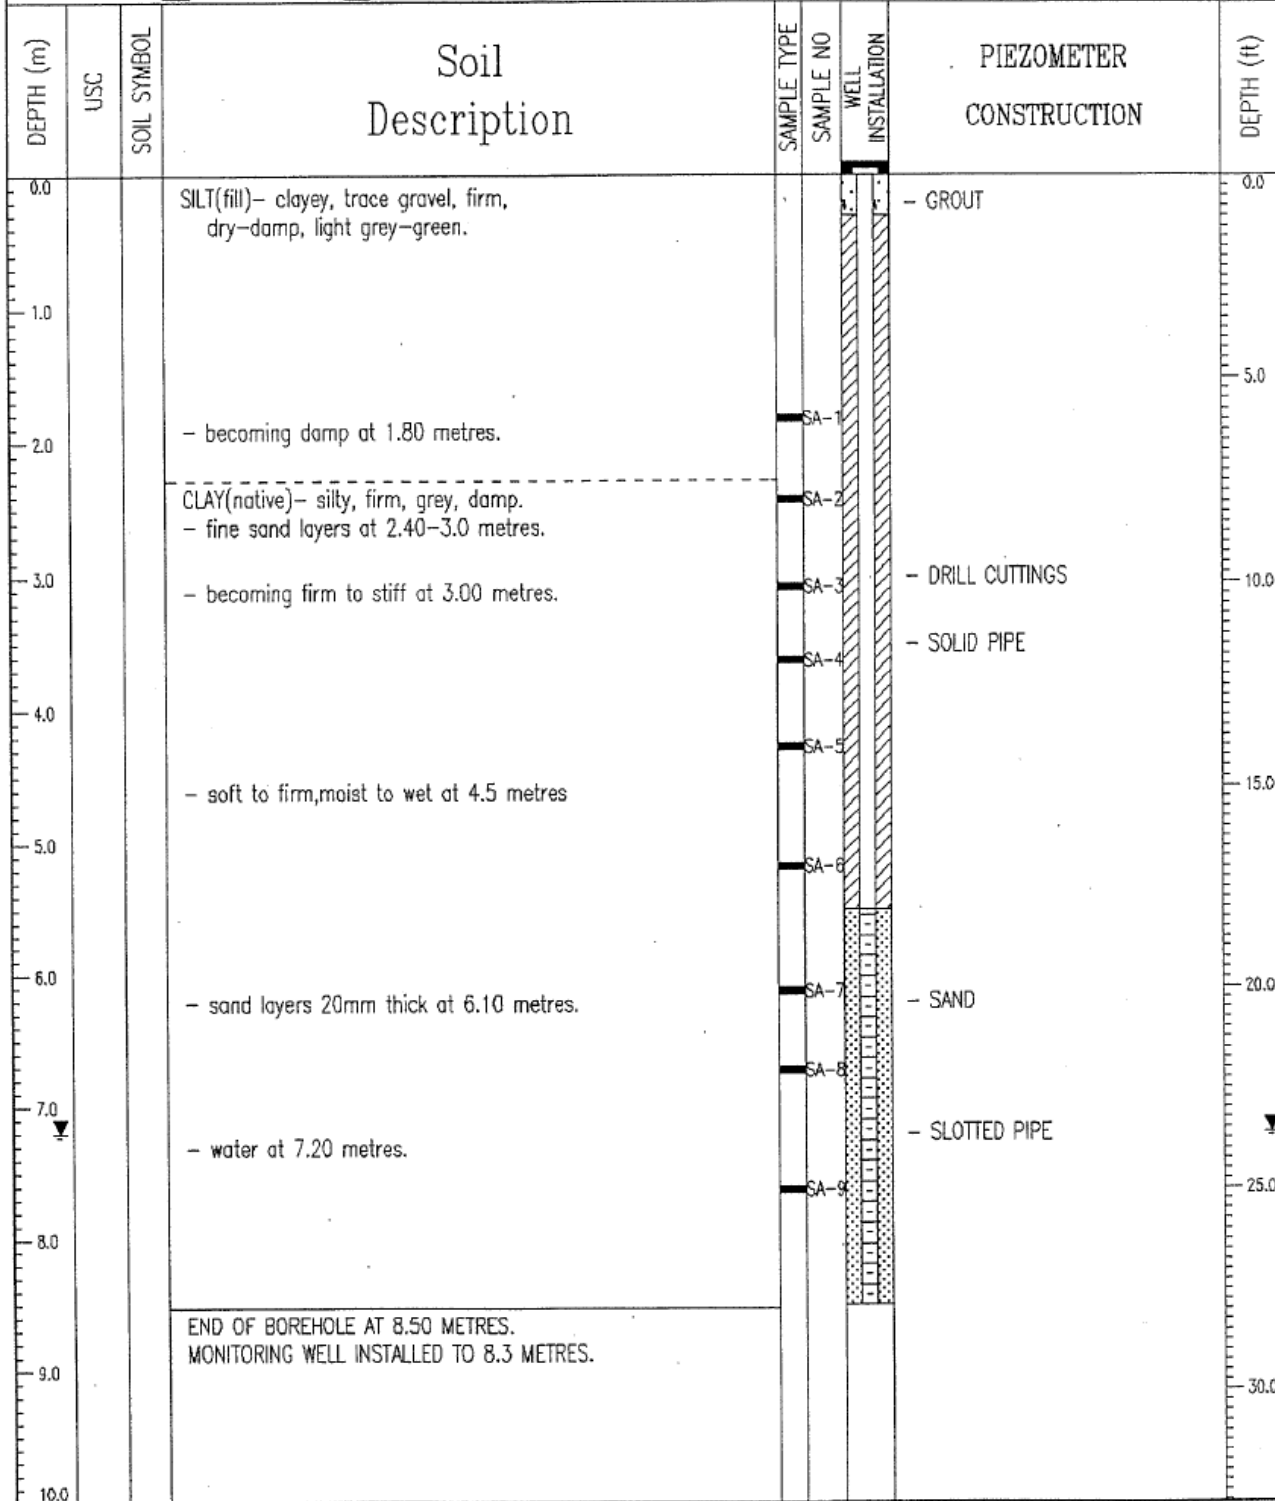 DEPTH (m)
USC
SOIL SYMBOL
Soil
Description
SAMPLE TYPE
SAMPLE NO
WELL
INSTALLATION
PIEZOMETER
CONSTRUCTION
DEPTH (ft)
0.0
SILT(fill)- clayey, trace gravel, firm,
dry-damp, light grey-green.
- GROUT
0.0
1.0
5.0
SA-1
- becoming damp at 1.80 metres.
2.0
CLAY(native)- silty, firm, grey, damp.
SA-2
- fine sand layers at 2.40-3.0 metres.
3.0
- becoming firm to stiff at 3.00 metres.
SA-3
- DRILL CUTTINGS
10.0
- SOLID PIPE
SA-4
4.0
SA-5
- soft to firm,moist to wet at 4.5 metres
15.0
5.0
SA-6
6.0
- sand layers 20mm thick at 6.10 metres.
SA-7
- SAND
20.0
SA-8
7.0
- water at 7.20 metres.
- SLOTTED PIPE
SA-9
25.0
8.0
END OF BOREHOLE AT 8.50 METRES.
MONITORING WELL INSTALLED TO 8.3 METRES.
9.0
30.0
10.0